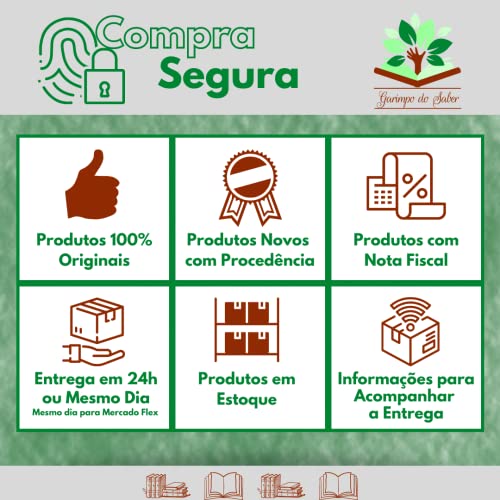 Compra
Segura
Garimpo do Saber
Produtos 100%
Originais
Produtos Novos
com Procedência
Produtos com
Nota Fiscal
Entrega em 24h
ou Mesmo Dia
Mesmo dia para Mercado Flex
Produtos em
Estoque
Informações para
Acompanhar
a Entrega